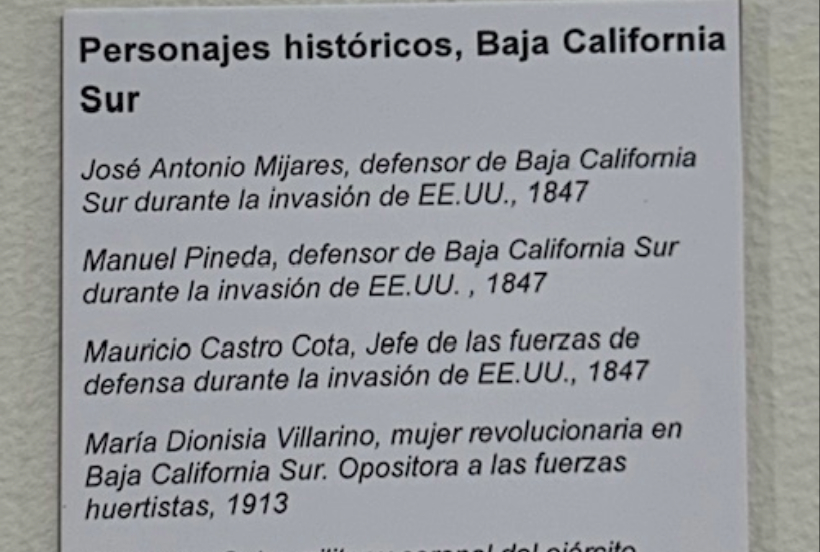 Personajes históricos, Baja California
Sur
José Antonio Mijares, defensor de Baja California
Sur durante la invasión de EE.UU., 1847
Manuel Pineda, defensor de Baja California Sur
durante la invasión de EE.UU. , 1847
Mauricio Castro Cota, Jefe de las fuerzas de
defensa durante la invasión de EE.UU., 1847
María Dionisia Villarino, mujer revolucionaria en
Baja California Sur. Opositora a las fuerzas
huertistas, 1913
del ejército